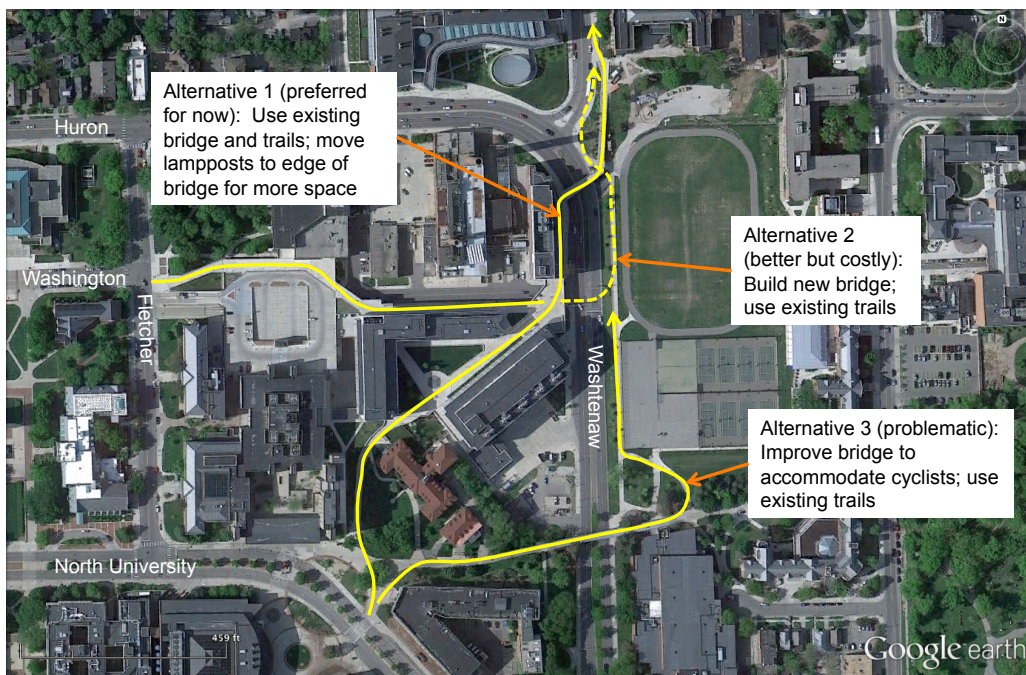 N
Alternative 1 (preferred
for now): Use existing
bridge and trails; move
lampposts to edge of
bridge for more space
Huron
Washington
Fletcher
Alternative 2
(better but costly):
Build new bridge;
use existing trails
Washtenaw
Alternative 3 (problematic):
Improve bridge to
accommodate cyclists; use
existing trails
North University
459 ft
Google earth